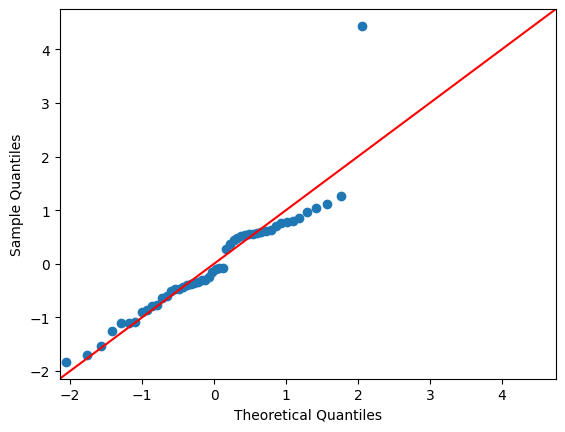 4
3
2
1
0
−1
−2
Sample Quantiles
−2 −1 0 1 2 3 4
Theoretical Quantiles